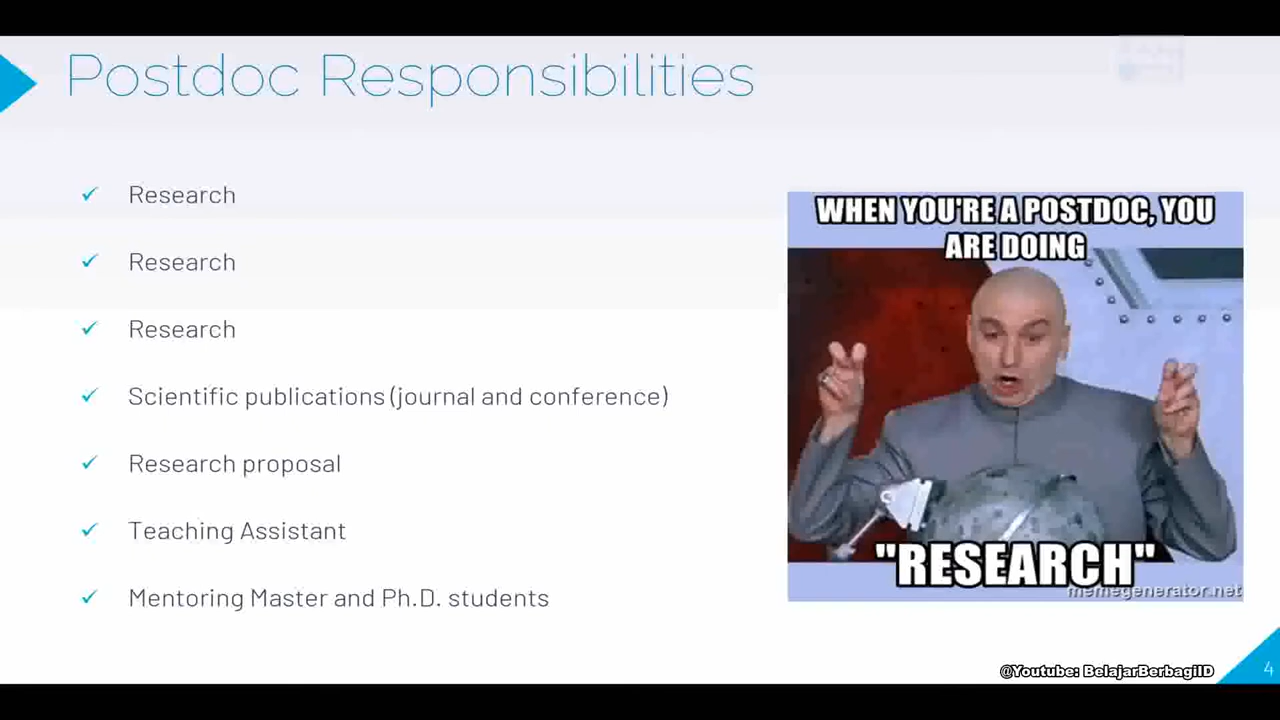 Postdoc Responsibilities
Research
Research
Research
Scientific publications (journal and conference)
Research proposal
Teaching Assistant
Mentoring Master and Ph.D. students
WHEN YOU'RE A POSTDOC, YOU
ARE DOING
"RESEARCH"
memegenerator.net
@Youtube: BelajarBerbagiID
4